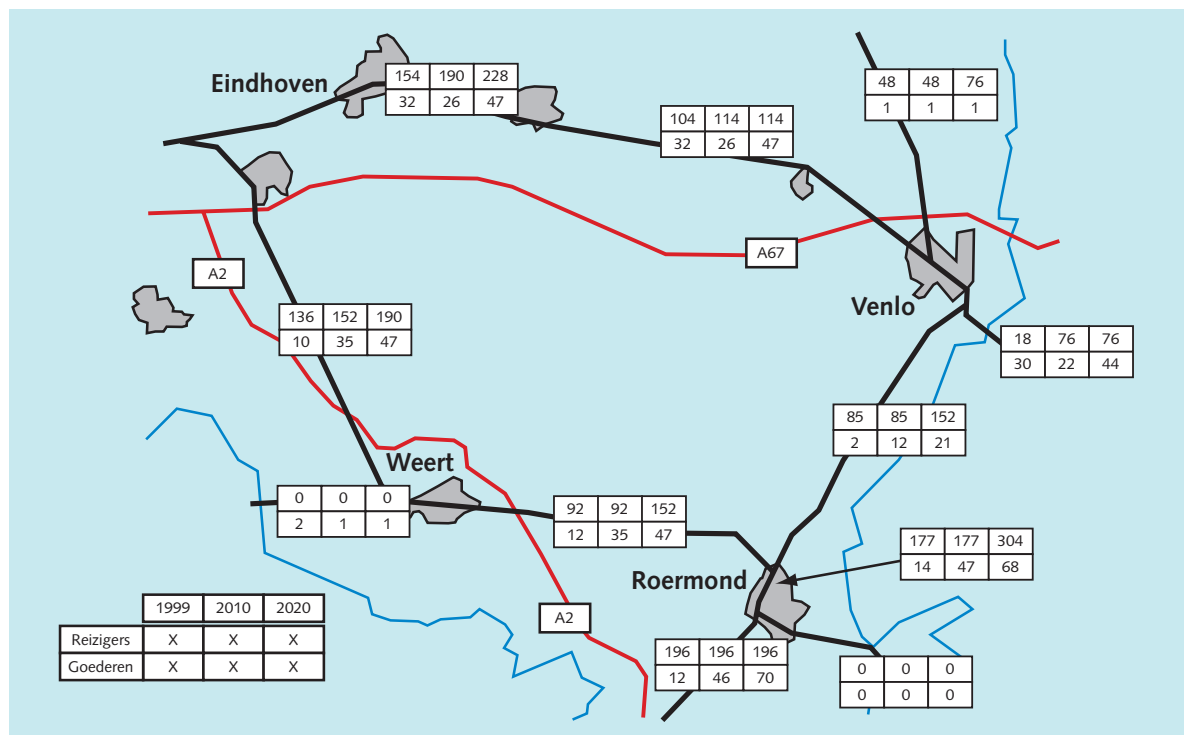 Eindhoven
154 190 228
32 26 47
104 114 114
32 26 47
48 48 76
1 1 1
A67
A2
Venlo
136 152 190
10 35 47
18 76 76
30 22 44
85 85 152
2 12 21
Weert
0 0 0
2 1 1
92 92 152
12 35 47
177 177 304
14 47 68
Roermond
A2
196 196 196
12 46 70
0 0 0
0 0 0
1999 2010 2020
Reizigers X X X
Goederen X X X